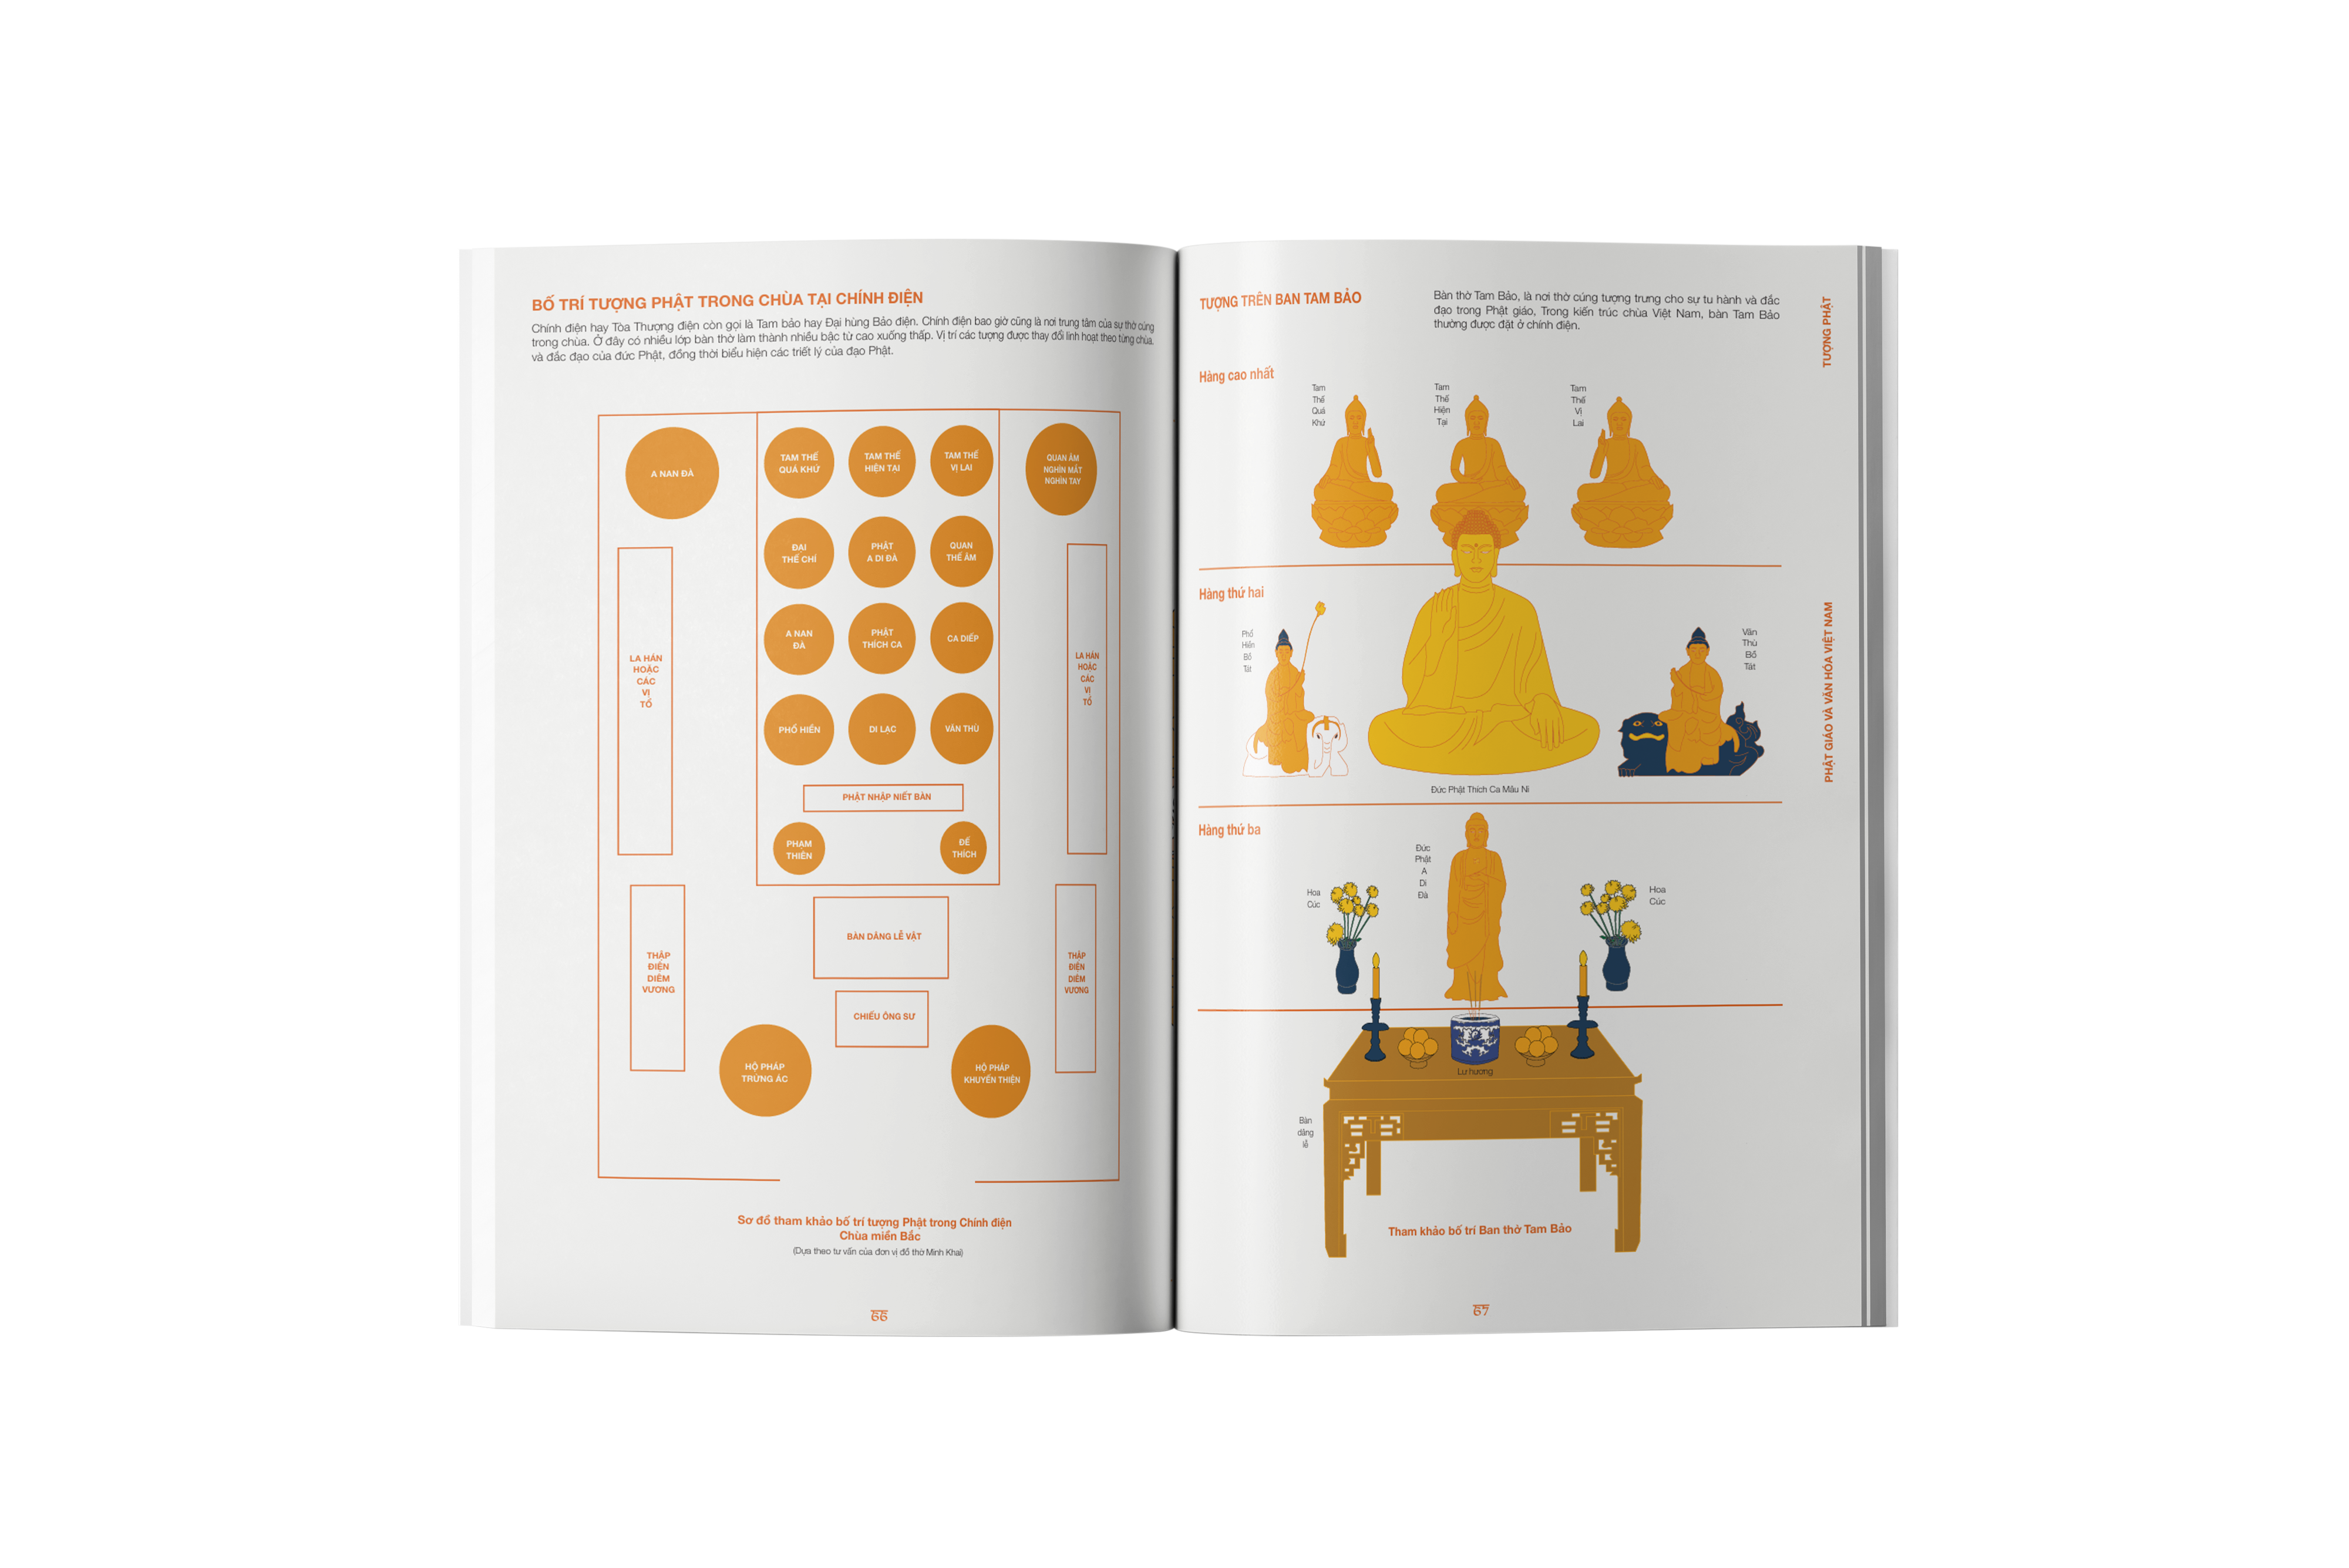 BỐ TRÍ TƯỢNG PHẬT TRONG CHÙA TẠI CHÍNH ĐIỆN
Chính điện hay Tòa Thượng điện còn gọi là Tam bảo hay Đại hùng Bảo điện. Chính điện bao giờ cũng là nơi trung tâm của sự thờ cúng
trong chùa. Ở đây có nhiều lớp bàn thờ làm thành nhiều bậc từ cao xuống thấp. Vị trí các tượng được thay đổi linh hoạt theo từng chùa.
và đắc đạo của đức Phật, đồng thời biểu hiện các triết lý của đạo Phật.
A NAN ĐÀ
TAM THẾ
QUÁ KHỨ
TAM THẾ
HIỆN TẠI
TAM THẾ
VỊ LAI
QUAN ÂM
NGHÌN MẮT
NGHÌN TAY
ĐẠI
THẾ CHÍ
PHẬT
A DI ĐÀ
QUAN
THẾ ÂM
A NAN
ĐÀ
PHẬT
THÍCH CA
CA DIẾP
PHỔ HIỀN
DI LẠC
VĂN THÙ
LA HÁN
HOẶC
CÁC
VỊ
TỔ
LA HÁN
HOẶC
CÁC
VỊ
TỔ
PHẬT NHẬP NIẾT BÀN
PHẠM
THIÊN
ĐẾ
THÍCH
BÀN DÂNG LỄ VẬT
CHIẾU ÔNG SƯ
THẬP
ĐIỆN
DIÊM
VƯƠNG
THẬP
ĐIỆN
DIÊM
VƯƠNG
HỘ PHÁP
TRỪNG ÁC
HỘ PHÁP
KHUYẾN THIỆN
Sơ đồ tham khảo bố trí tượng Phật trong Chính điện
Chùa miền Bắc
(Dựa theo tư vấn của đơn vị đồ thờ Minh Khai)
66
TƯỢNG TRÊN BAN TAM BẢO
Bàn thờ Tam Bảo, là nơi thờ cúng tượng trưng cho sự tu hành và đắc
đạo trong Phật giáo, Trong kiến trúc chùa Việt Nam, bàn Tam Bảo
thường được đặt ở chính điện.
TƯỢNG PHẬT
PHẬT GIÁO VÀ VĂN HÓA VIỆT NAM
Hàng cao nhất
Tam
Thế
Quá
Khứ
Tam
Thế
Hiện
Tại
Tam
Thế
Vị
Lai
Hàng thứ hai
Phổ
Hiền
Bồ
Tát
Văn
Thù
Bồ
Tát
Đức Phật Thích Ca Mâu Ni
Hàng thứ ba
Đức
Phật
A
Di
Đà
Hoa
Cúc
Hoa
Cúc
Lư hương
Bàn
dâng
lễ
Tham khảo bố trí Ban thờ Tam Bảo
67